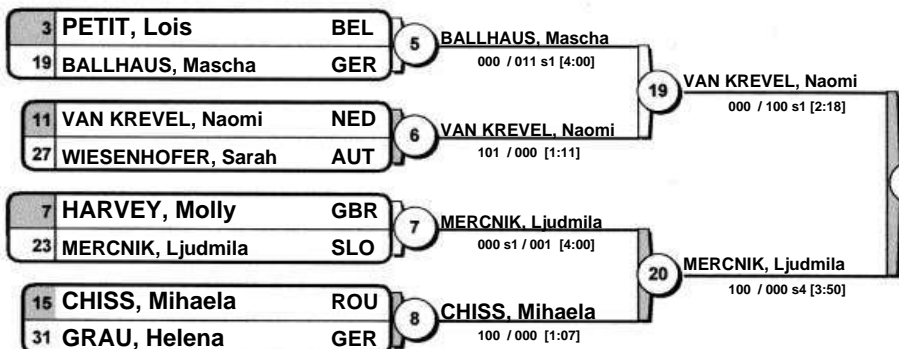 3 PETIT, Lois BEL
19 BALLHAUS, Mascha GER
5
BALLHAUS, Mascha
000 / 011 s1 [4:00]
11 VAN KREVEL, Naomi NED
27 WIESENHOFER, Sarah AUT
6
VAN KREVEL, Naomi
101 / 000 [1:11]
19
VAN KREVEL, Naomi
000 / 100 s1 [2:18]
7 HARVEY, Molly GBR
23 MERCNIK, Ljudmila SLO
7
MERCNIK, Ljudmila
000 s1 / 001 [4:00]
15 CHISS, Mihaela ROU
31 GRAU, Helena GER
8
CHISS, Mihaela
100 / 000 [1:07]
20
MERCNIK, Ljudmila
100 / 000 s4 [3:50]